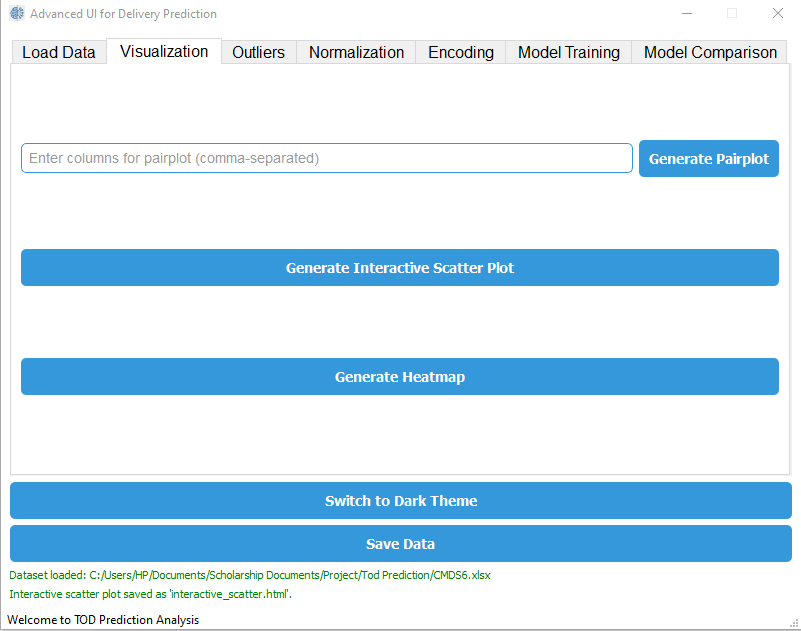 Advanced UI for Delivery Prediction
Load Data Visualization Outliers Normalization Encoding Model Training Model Comparison
Enter columns for pairplot (comma-separated) Generate Pairplot
Generate Interactive Scatter Plot
Generate Heatmap
Switch to Dark Theme
Save Data
Dataset loaded: C:/Users/HP/Documents/Scholarship Documents/Project/Tod Prediction/CMDS6.xlsx
Interactive scatter plot saved as 'interactive_scatter.html'.
Welcome to TOD Prediction Analysis